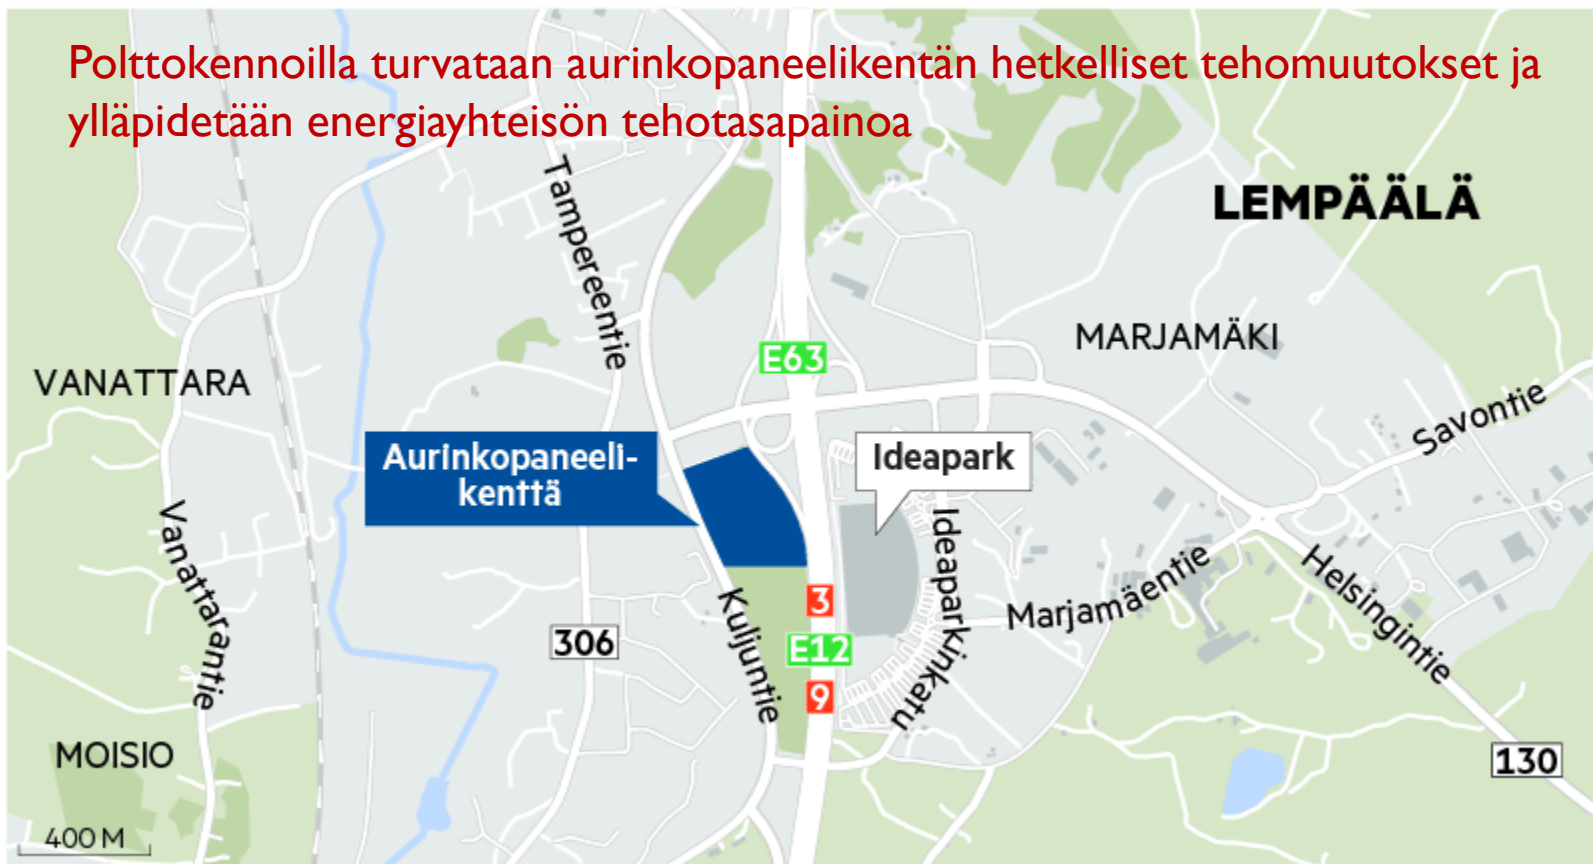 Polttokennoilla turvataan aurinkopaneelikentän hetkelliset tehomuutokset ja
ylläpidetään energiayhteisön tehotasapainoa
LEMPÄÄLÄ
Tampereentie
MARJAMÄKI
E63
VANATTARA
Savontie
Aurinkopaneeli-
kenttä
Ideapark
Vanattarantie
Ideaparkinkatu
Helsingintie
Marjamäentie
Kuljuntie
3
306
E12
9
MOISIO
130
400 M